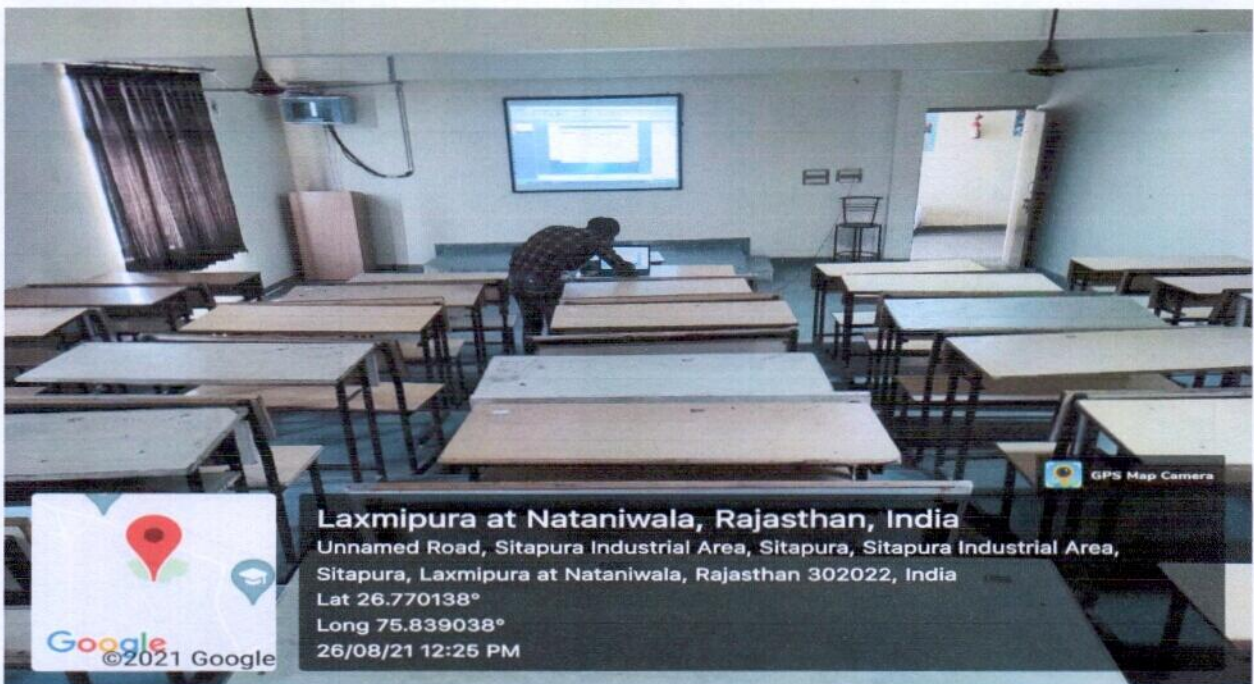 GPS Map Camera
Laxmipura at Nataniwala, Rajasthan, India
Unnamed Road, Sitapura Industrial Area, Sitapura, Sitapura Industrial Area,
Sitapura, Laxmipura at Nataniwala, Rajasthan 302022, India
Lat 26.770138°
Long 75.839038°
26/08/21 12:25 PM
Google
©2021 Google